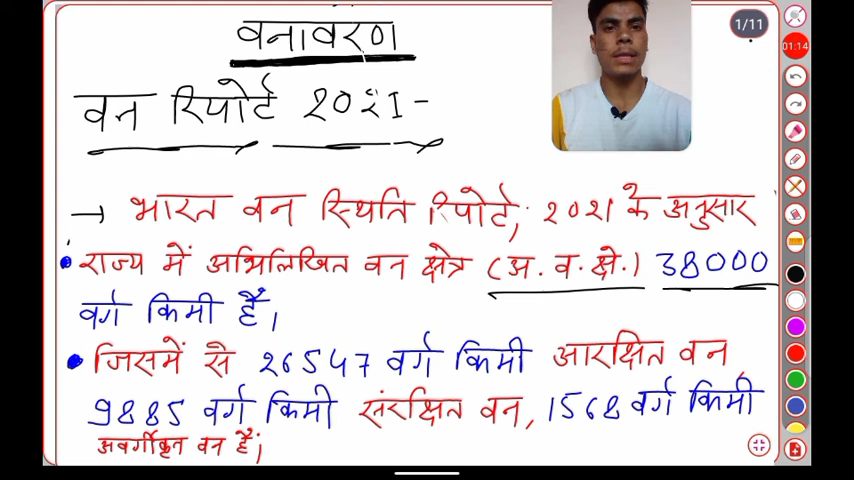 वनावरण
1/11
01:14
वन रिपोर्ट 2021-
→ भारत वन स्थिति रिपोर्ट, 2021 के अनुसार
• राज्य में अभिलिखित वन क्षेत्र (अ. व. क्षे.) 38000
वर्ग किमी है।
• जिसमें से 26547 वर्ग किमी आरक्षित वन,
9885 वर्ग किमी संरक्षित वन, 1568 वर्ग किमी
अवर्गीकृत वन है।